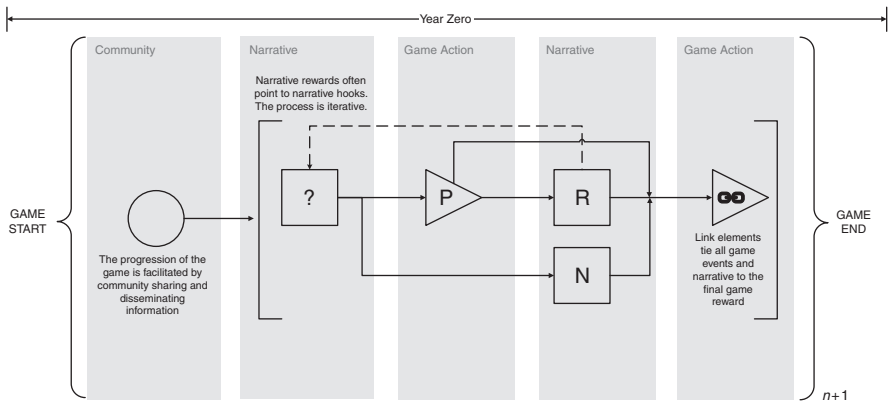 Year Zero
Community
Narrative
Game Action
Narrative
Game Action
Narrative rewards often
point to narrative hooks.
The process is iterative.
?
P
R
N
GAME
START
GAME
END
The progression of the
game is facilitated by
community sharing and
disseminating
information
Link elements
tie all game
events and
narrative to the
final game
reward
n+1